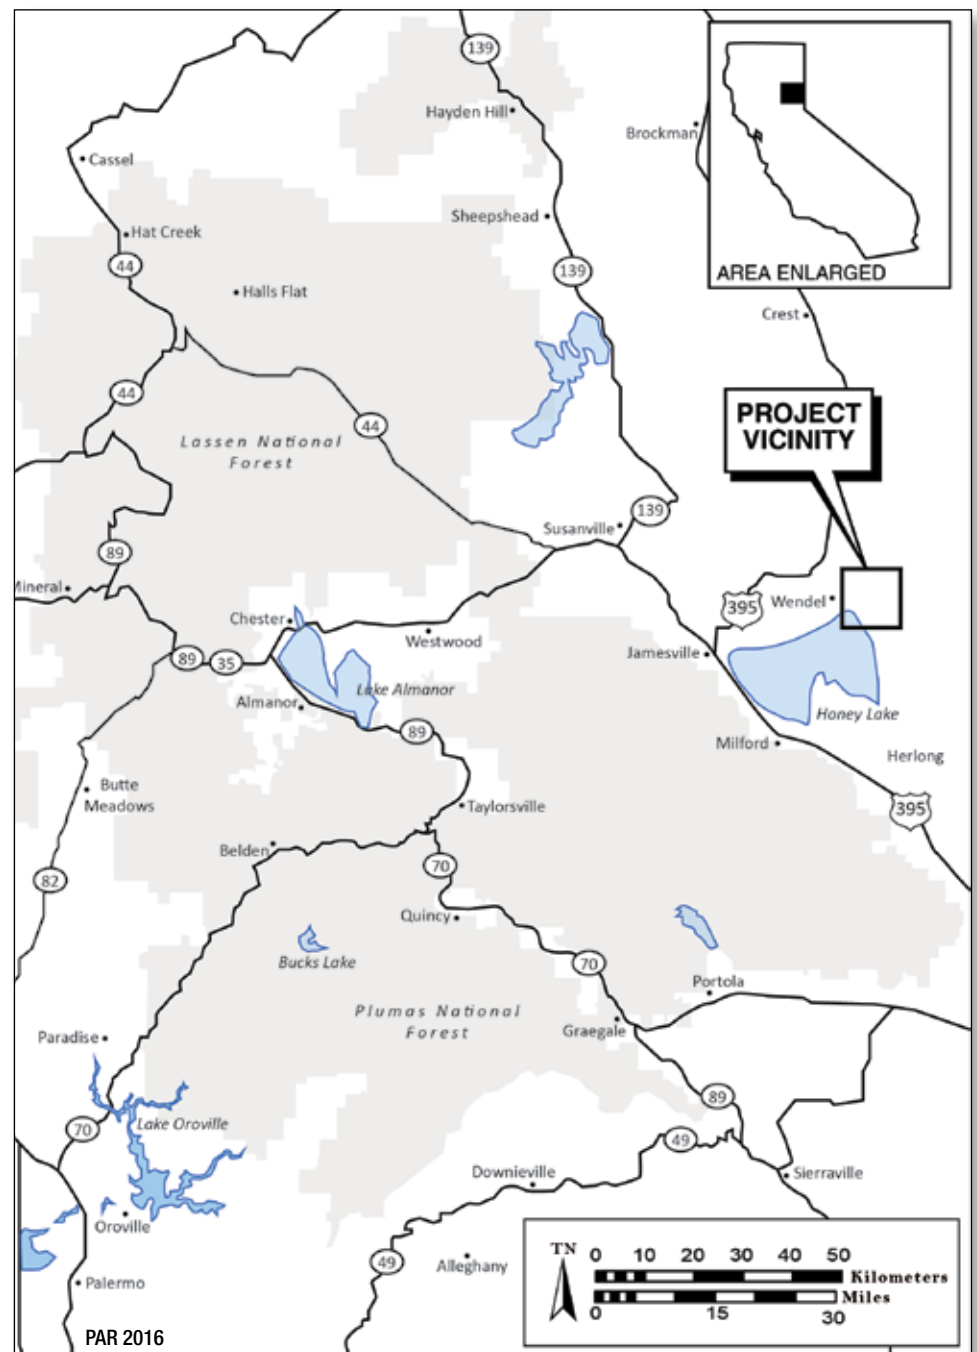 139
Hayden Hill
Brockman
Cassel
Sheepshead
Hat Creek
44
139
AREA ENLARGED
Halls Flat
Crest
44
PROJECT
VICINITY
44
Lassen National
Forest
139
Susanville
89
Mineral
395
Wendel
Chester
Westwood
Jamesville
89
35
Lake Almanor
Almanor
Honey Lake
89
Milford
Herlong
Butte
Meadows
Taylorsville
395
Belden
70
82
Quincy
Bucks Lake
70
Portola
Plumas National
Forest
Graegale
Paradise
89
Lake Oroville
70
49
Downieville
Sierraville
Oroville
49
Alleghany
Palermo
TN
0 10 20 30 40 50
Kilometers
Miles
0 15 30
PAR 2016